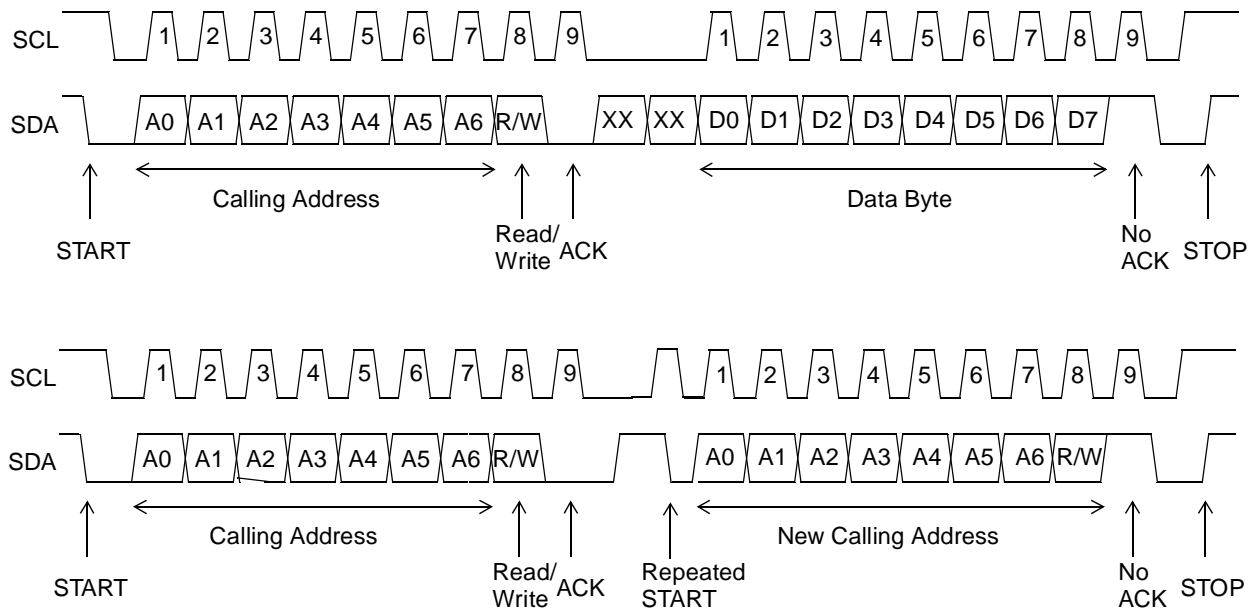 SCL 1 2 3 4 5 6 7 8 9 1 2 3 4 5 6 7 8 9
SDA A0 A1 A2 A3 A4 A5 A6 R/W XX XX D0 D1 D2 D3 D4 D5 D6 D7
Calling Address Data Byte
START Read/
Write ACK No
ACK STOP
SCL 1 2 3 4 5 6 7 8 9 1 2 3 4 5 6 7 8 9
SDA A0 A1 A2 A3 A4 A5 A6 R/W A0 A1 A2 A3 A4 A5 A6 R/W
Calling Address New Calling Address
START Read/
Write ACK Repeated
START No
ACK STOP